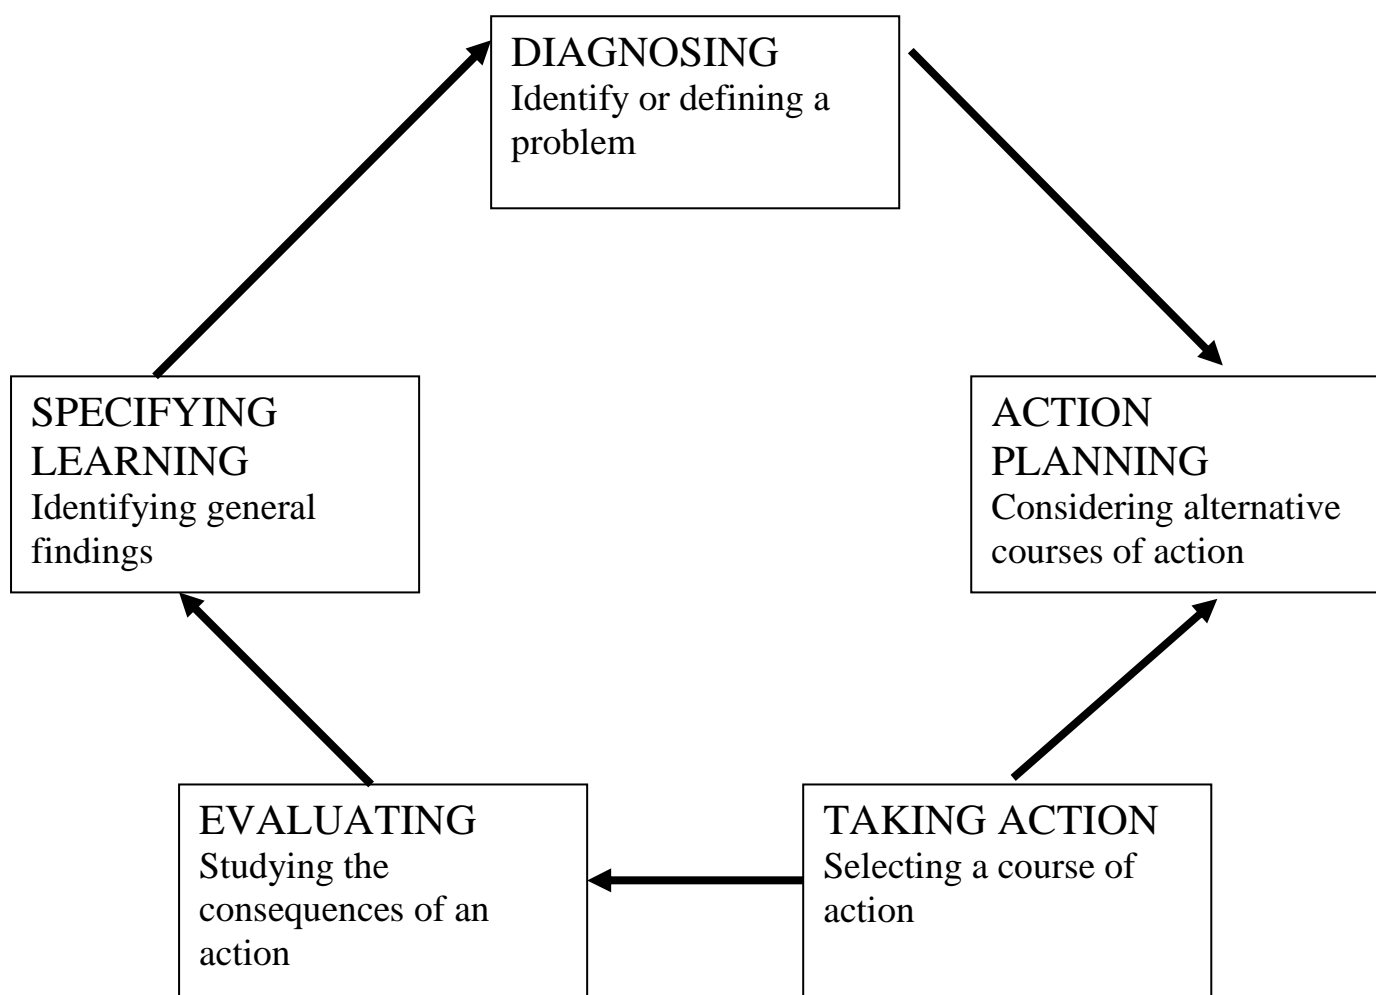 DIAGNOSING
Identify or defining a
problem
SPECIFYING
LEARNING
Identifying general
findings
ACTION
PLANNING
Considering alternative
courses of action
EVALUATING
Studying the
consequences of an
action
TAKING ACTION
Selecting a course of
action